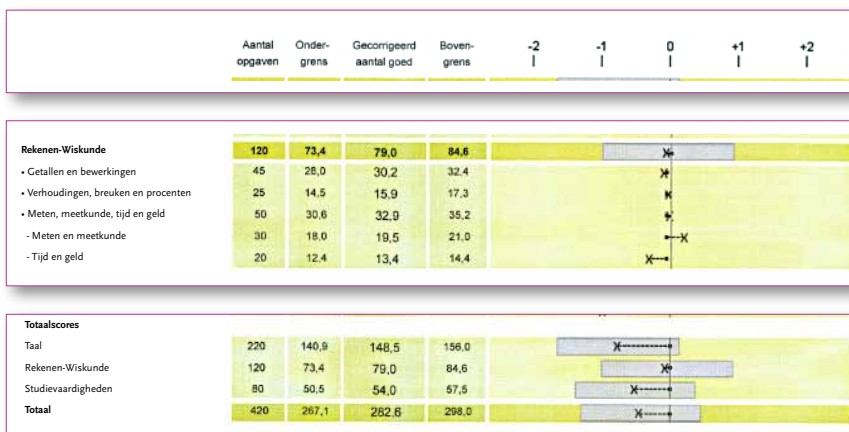 Aantal Onder- Gecorrigeerd Boven- -2 -1 0 +1 +2
opgaven grens aantal goed grens
Rekenen-Wiskunde 120 73,4 79,0 84,6
• Getallen en bewerkingen 45 28,0 30,2 32,4
• Verhoudingen, breuken en procenten 25 14,5 15,9 17,3
• Meten, meetkunde, tijd en geld 50 30,6 32,9 35,2
- Meten en meetkunde 30 18,0 19,5 21,0
- Tijd en geld 20 12,4 13,4 14,4
Totaalscores
Taal 220 140,9 148,5 156,0
Rekenen-Wiskunde 120 73,4 79,0 84,6
Studievaardigheden 80 50,5 54,0 57,5
Totaal 420 267,1 282,6 298,0